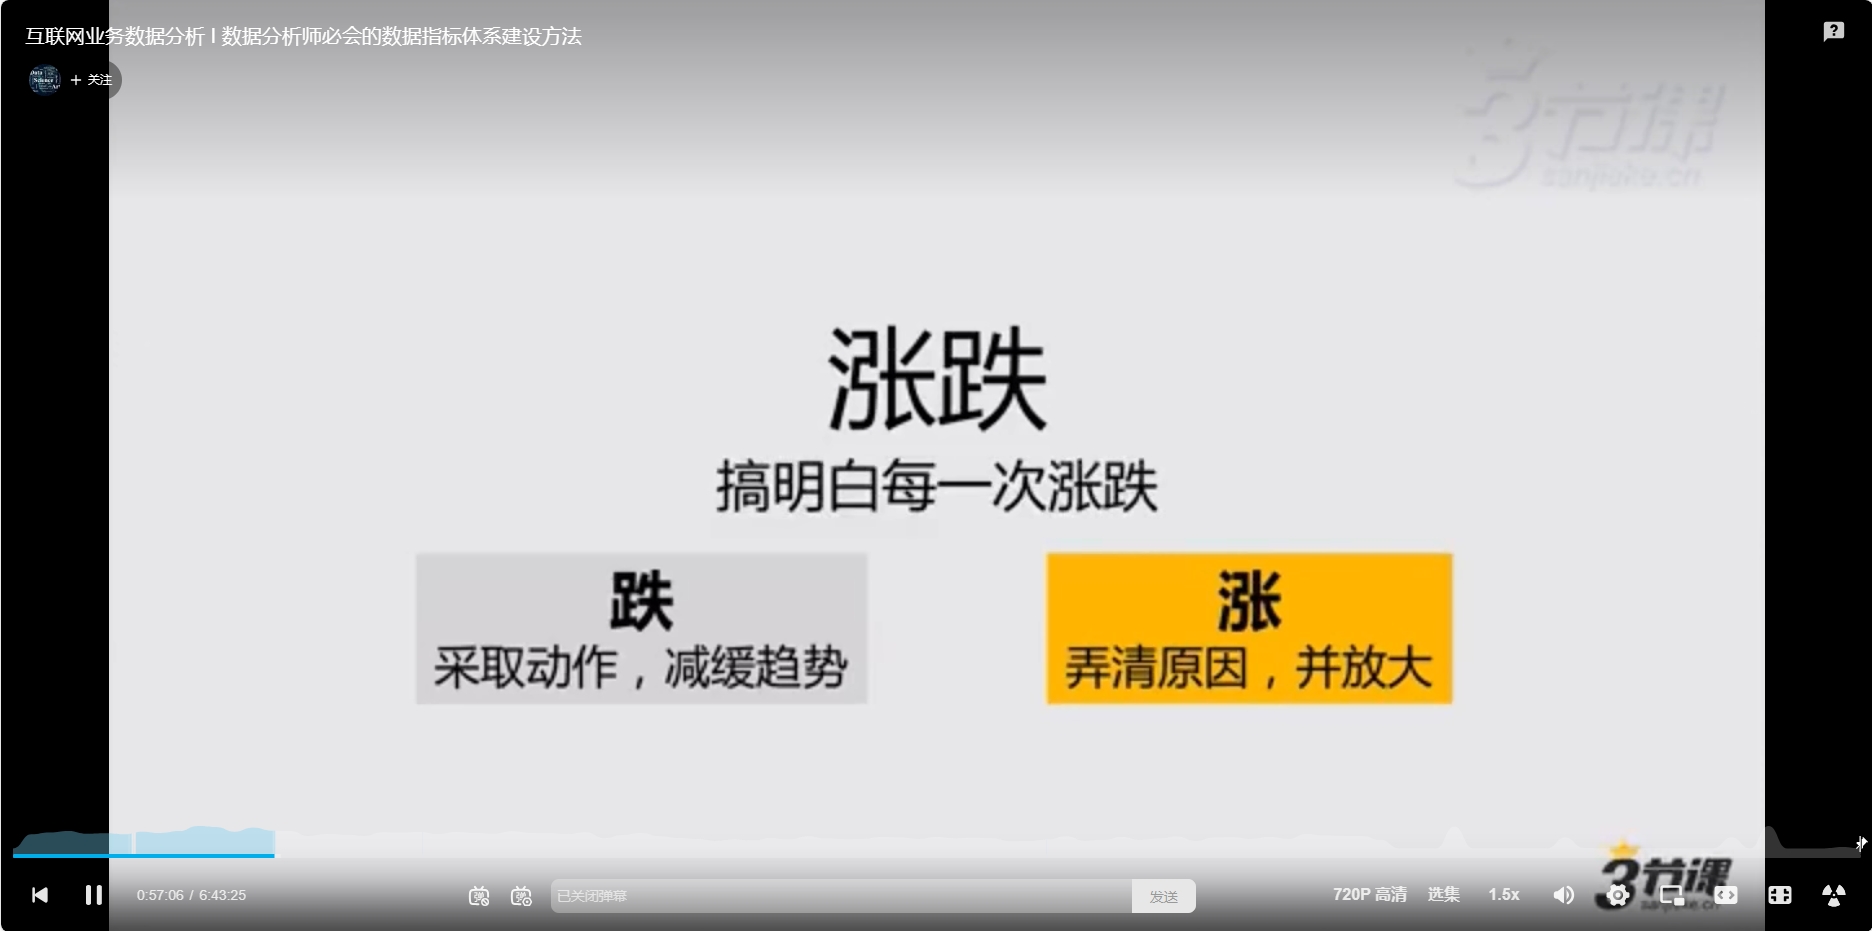 互联网业务数据分析 l 数据分析师必会的数据指标体系建设方法
+ 关注
3节课
sanjieke.cn
涨跌
搞明白每一次涨跌
跌
采取动作，减缓趋势
涨
弄清原因，并放大
0:57:06 / 6:43:25
已关闭弹幕
发送
720P 高清
选集
1.5x
3节课